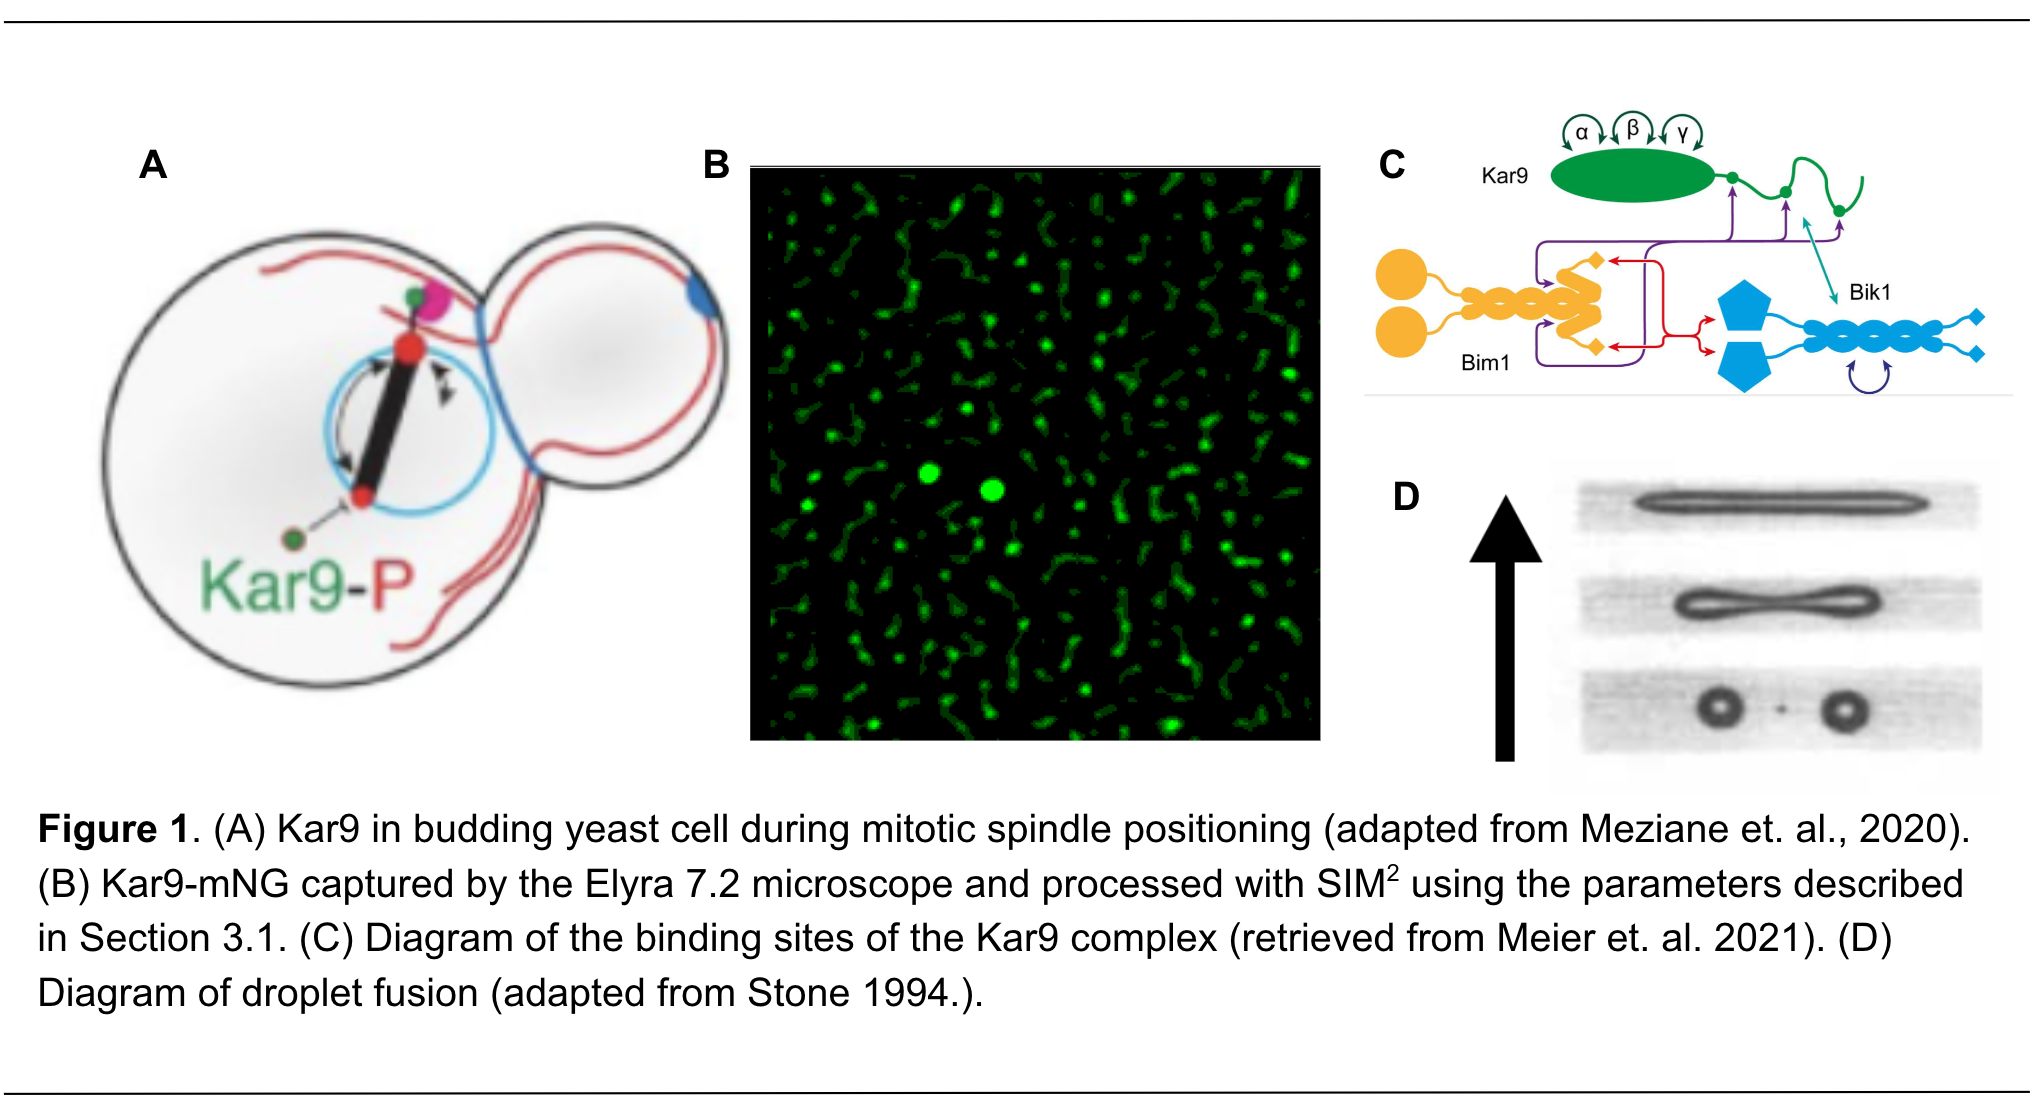 A
B
C
α β γ
Kar9
Bik1
Bim1
D
Kar9-P
Figure 1. (A) Kar9 in budding yeast cell during mitotic spindle positioning (adapted from Meziane et. al., 2020).
(B) Kar9-mNG captured by the Elyra 7.2 microscope and processed with SIM² using the parameters described
in Section 3.1. (C) Diagram of the binding sites of the Kar9 complex (retrieved from Meier et. al. 2021). (D)
Diagram of droplet fusion (adapted from Stone 1994.).